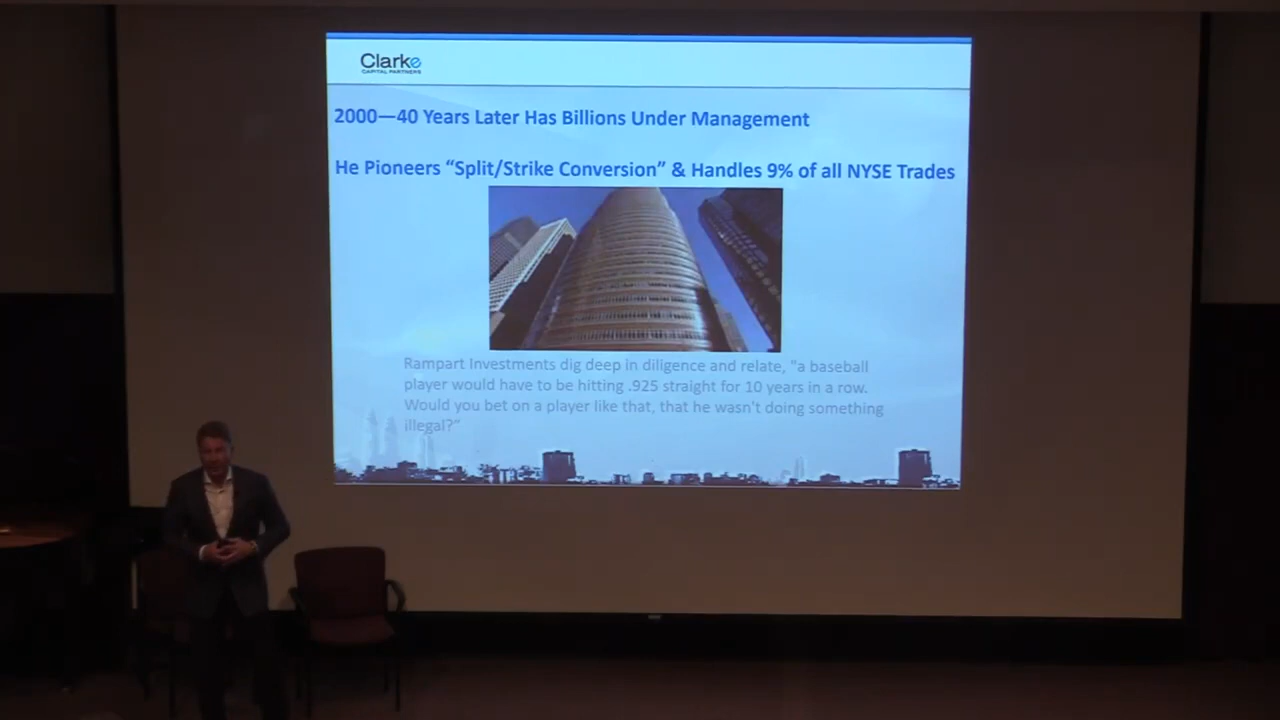 Clarke
CAPITAL PARTNERS
2000—40 Years Later Has Billions Under Management
He Pioneers “Split/Strike Conversion” & Handles 9% of all NYSE Trades
Rampart Investments dig deep in diligence and relate, "a baseball
player would have to be hitting .925 straight for 10 years in a row.
Would you bet on a player like that, that he wasn't doing something
illegal?"